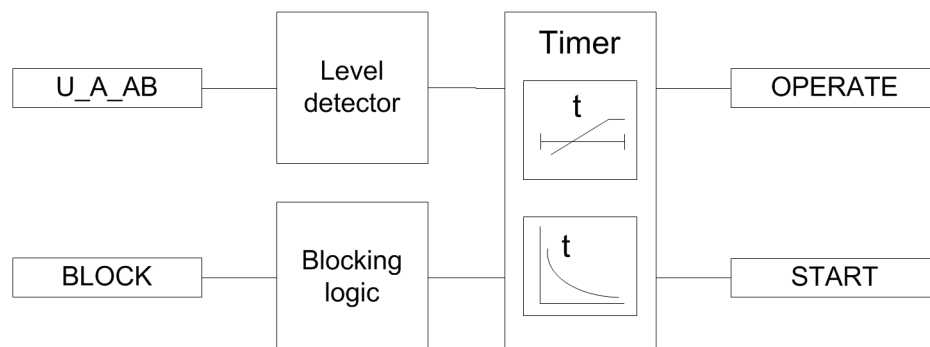 U_A_AB
Level
detector
Timer
t
OPERATE
BLOCK
Blocking
logic
t
START